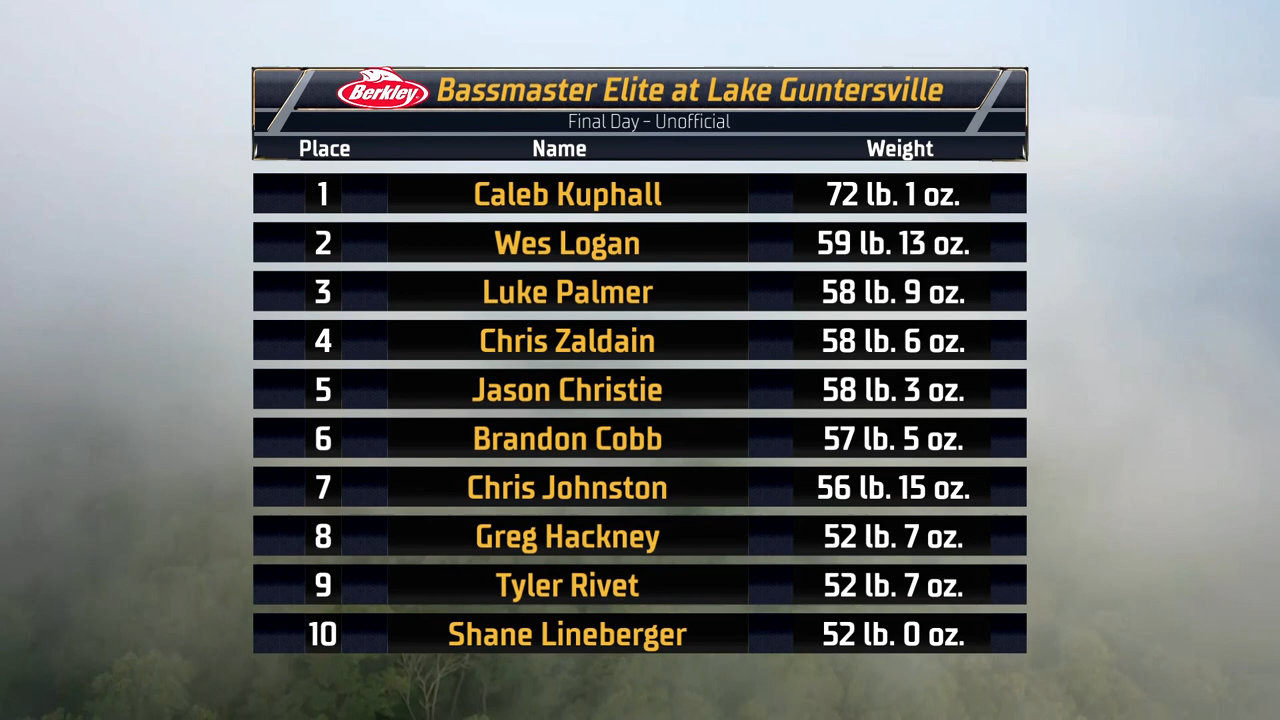 Berkley Bassmaster Elite at Lake Guntersville
Final Day - Unofficial
Place Name Weight
1 Caleb Kuphall 72 lb. 1 oz.
2 Wes Logan 59 lb. 13 oz.
3 Luke Palmer 58 lb. 9 oz.
4 Chris Zaldain 58 lb. 6 oz.
5 Jason Christie 58 lb. 3 oz.
6 Brandon Cobb 57 lb. 5 oz.
7 Chris Johnston 56 lb. 15 oz.
8 Greg Hackney 52 lb. 7 oz.
9 Tyler Rivet 52 lb. 7 oz.
10 Shane Lineberger 52 lb. 0 oz.